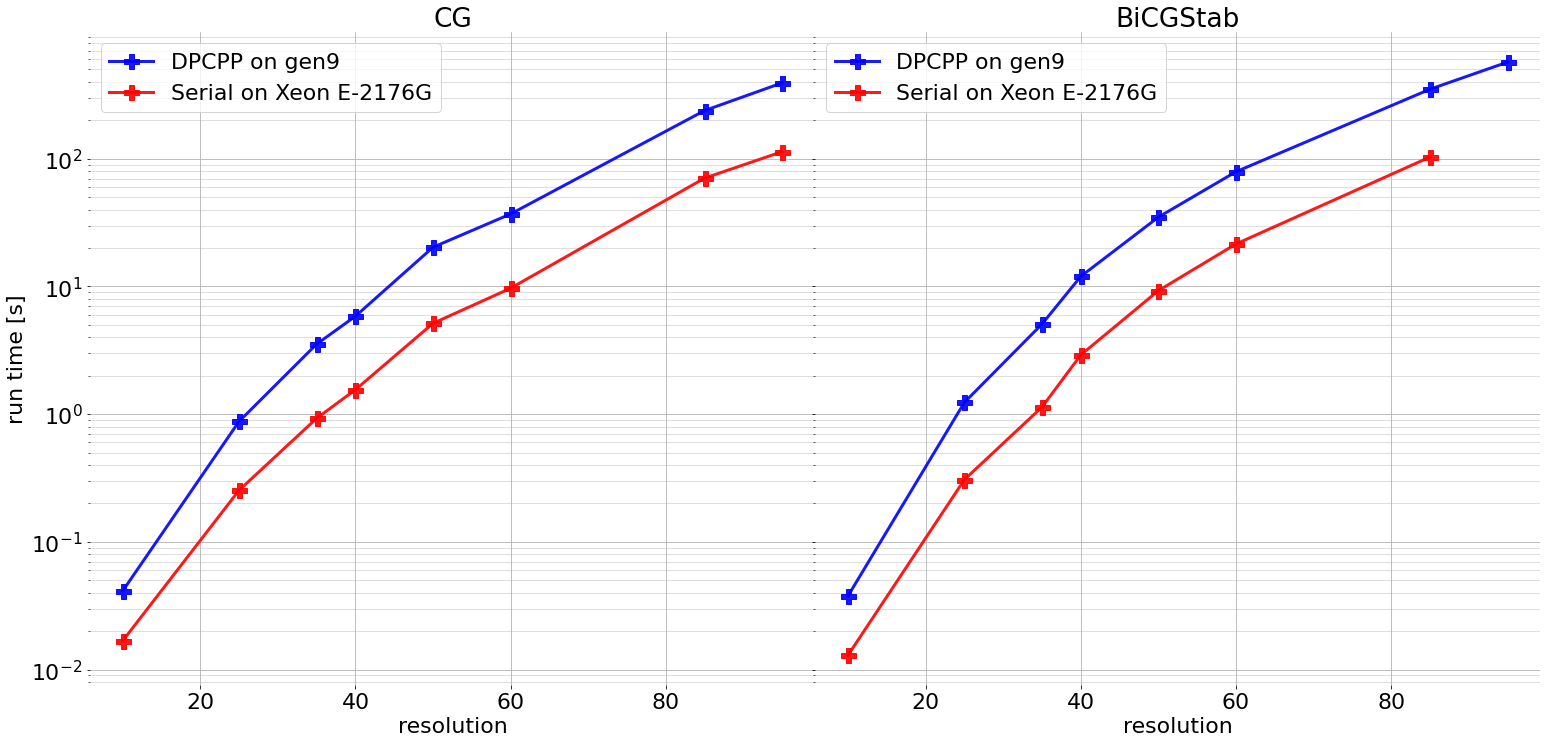 CG
DPCPP on gen9
Serial on Xeon E-2176G
10²
10¹
10⁰
10⁻¹
10⁻²
run time [s]
20 40 60 80
resolution
BiCGStab
DPCPP on gen9
Serial on Xeon E-2176G
20 40 60 80
resolution